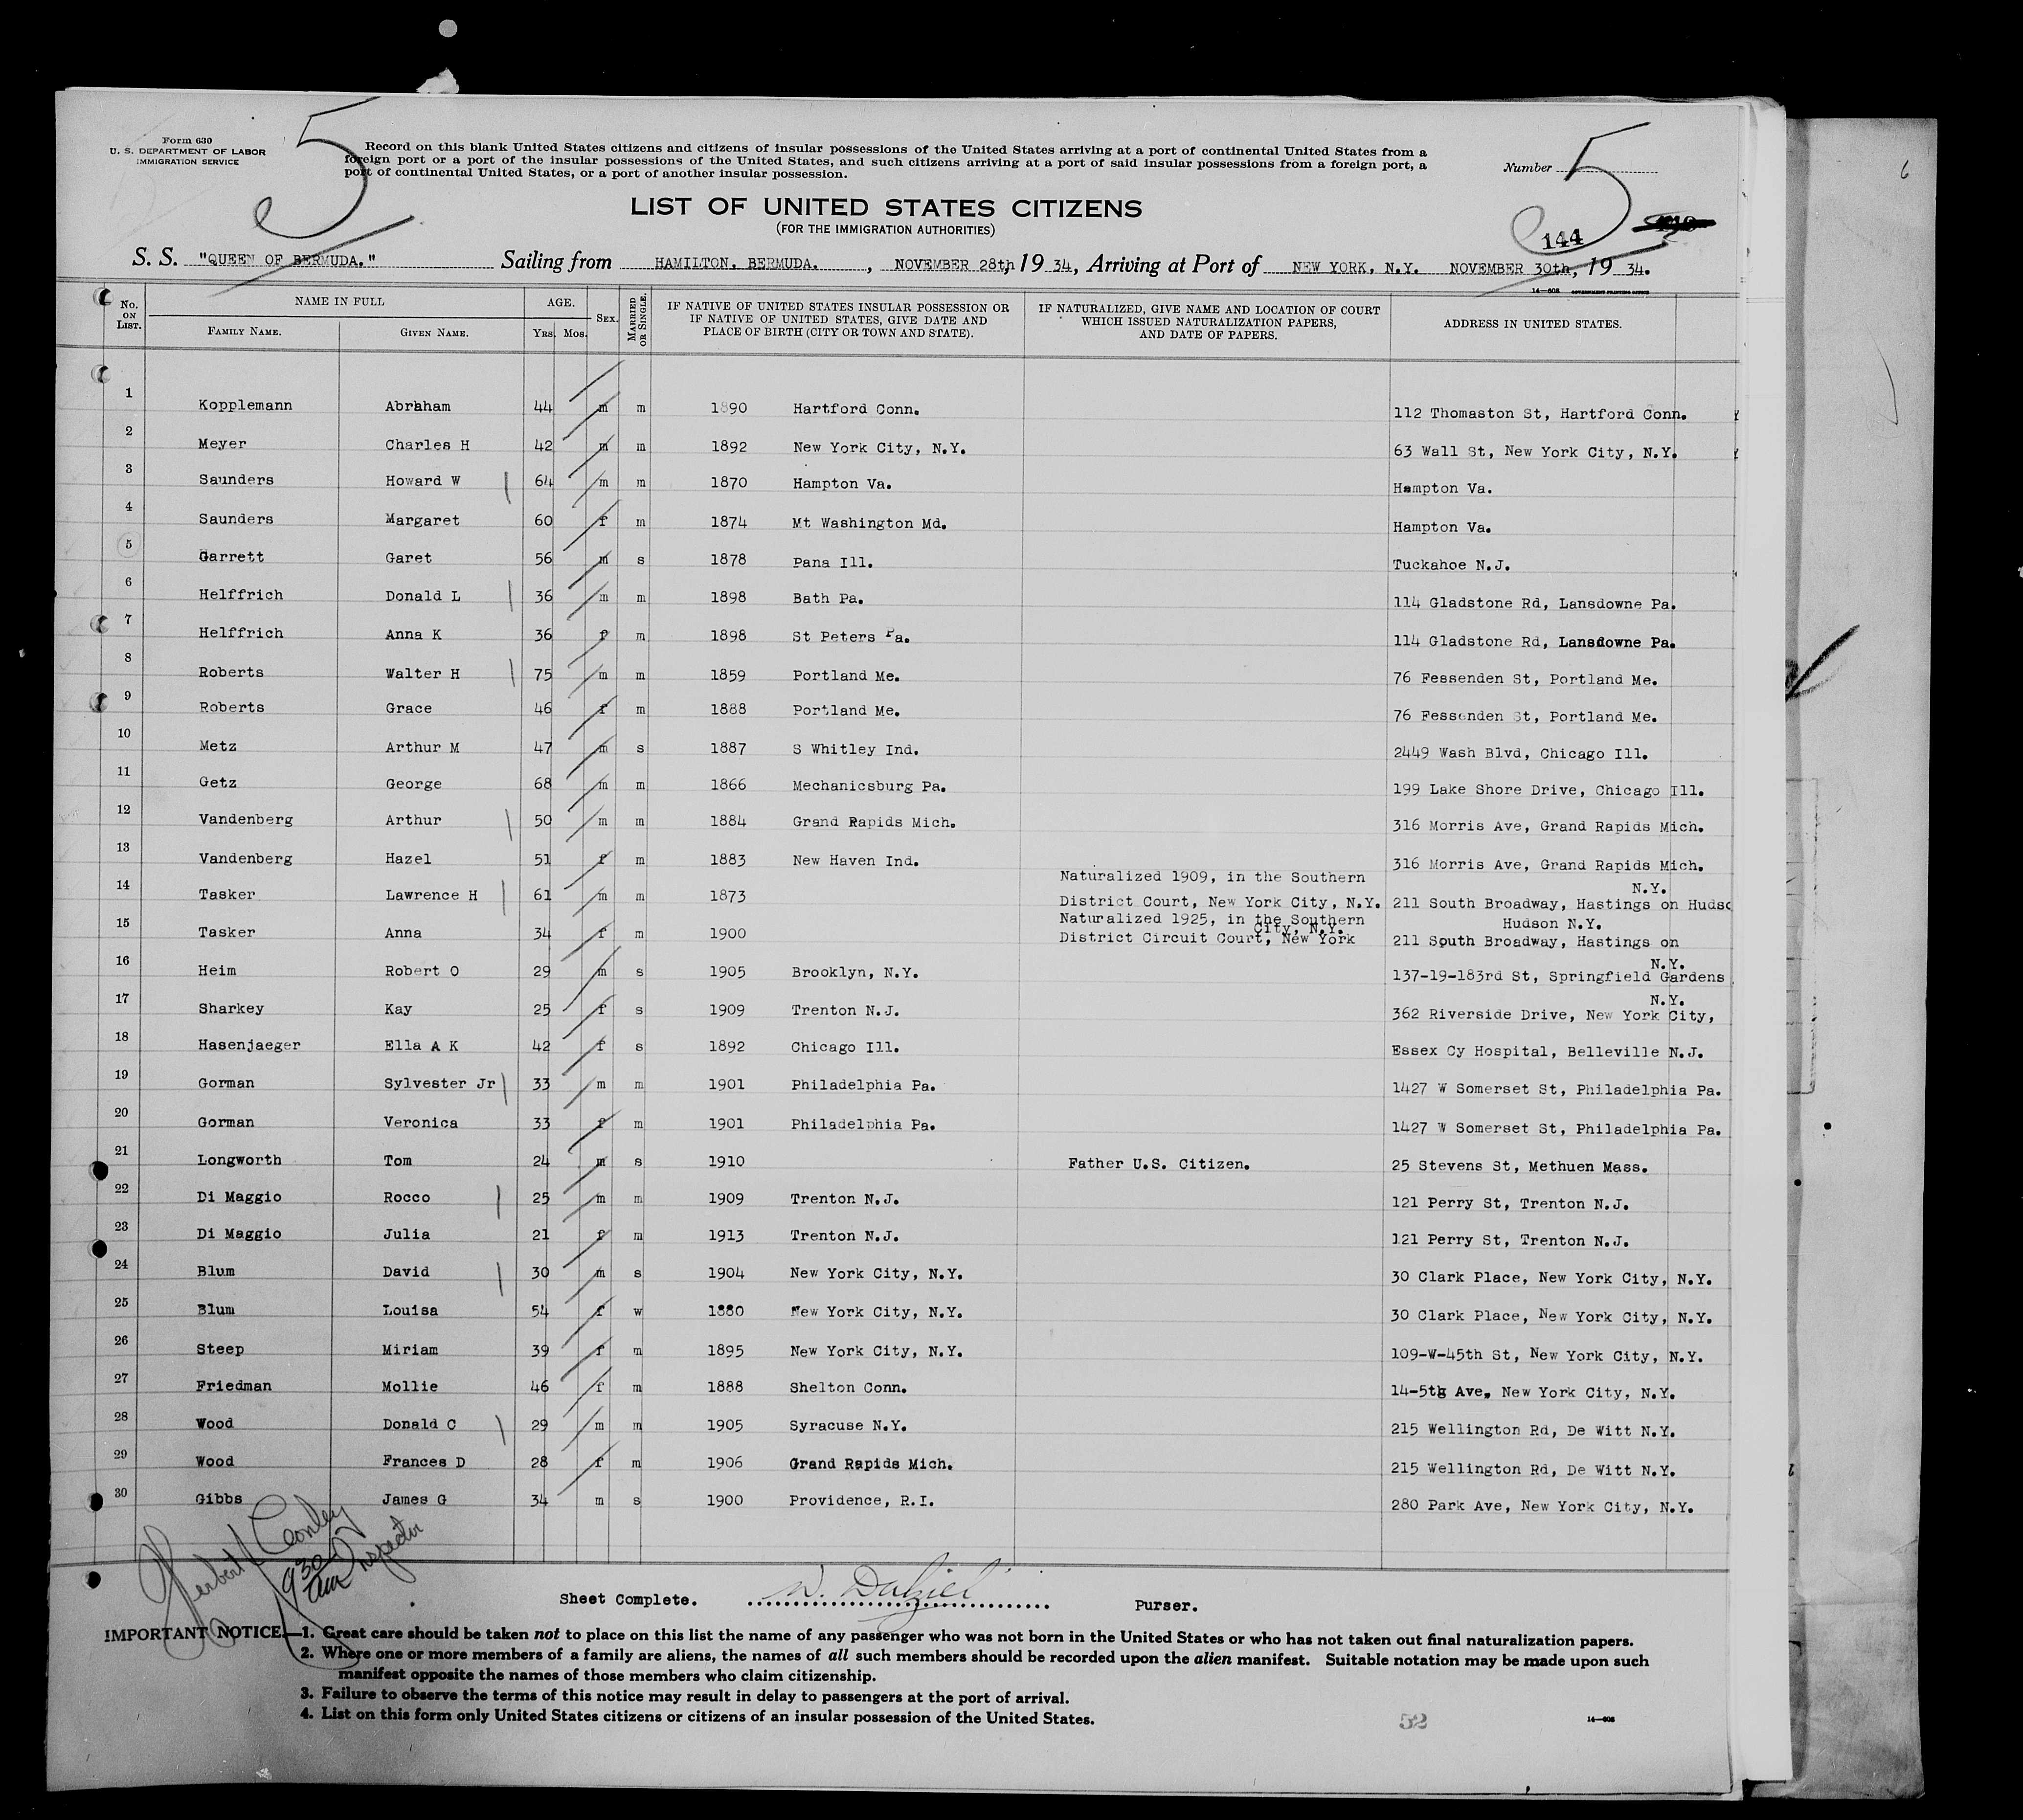 Form 630
U. S. DEPARTMENT OF LABOR
IMMIGRATION SERVICE
5
Record on this blank United States citizens and citizens of insular possessions of the United States arriving at a port of continental United States from a
foreign port or a port of the insular possessions of the United States, and such citizens arriving at a port of said insular possessions from a foreign port, a
port of continental United States, or a port of another insular possession.
Number 5
6
LIST OF UNITED STATES CITIZENS
(FOR THE IMMIGRATION AUTHORITIES)
144
S. S. "QUEEN OF BERMUDA." Sailing from HAMILTON, BERMUDA. , NOVEMBER 28th, 19 34, Arriving at Port of NEW YORK, N.Y. NOVEMBER 30th, 19 34.
14—608 GOVERNMENT PRINTING OFFICE
No. ON LIST. NAME IN FULL FAMILY NAME. GIVEN NAME. AGE. Yrs. Mos. SEX. MARRIED OR SINGLE. IF NATIVE OF UNITED STATES INSULAR POSSESSION OR IF NATIVE OF UNITED STATES, GIVE DATE AND PLACE OF BIRTH (CITY OR TOWN AND STATE). IF NATURALIZED, GIVE NAME AND LOCATION OF COURT WHICH ISSUED NATURALIZATION PAPERS, AND DATE OF PAPERS. ADDRESS IN UNITED STATES.
1 Kopplemann Abraham 44 m m 1890 Hartford Conn. 112 Thomaston St, Hartford Conn.
2 Meyer Charles H 42 m m 1892 New York City, N.Y. 63 Wall St, New York City, N.Y.
3 Saunders Howard W 64 m m 1870 Hampton Va. Hampton Va.
4 Saunders Margaret 60 f m 1874 Mt Washington Md. Hampton Va.
5 Garrett Garet 56 m s 1878 Pana Ill. Tuckahoe N.J.
6 Helffrich Donald L 36 m m 1898 Bath Pa. 114 Gladstone Rd, Lansdowne Pa.
7 Helffrich Anna K 36 f m 1898 St Peters Pa. 114 Gladstone Rd, Lansdowne Pa.
8 Roberts Walter H 75 m m 1859 Portland Me. 76 Fessenden St, Portland Me.
9 Roberts Grace 46 f m 1888 Portland Me. 76 Fessenden St, Portland Me.
10 Metz Arthur M 47 m s 1887 S Whitley Ind. 2449 Wash Blvd, Chicago Ill.
11 Getz George 68 m m 1866 Mechanicsburg Pa. 199 Lake Shore Drive, Chicago Ill.
12 Vandenberg Arthur 50 m m 1884 Grand Rapids Mich. 316 Morris Ave, Grand Rapids Mich.
13 Vandenberg Hazel 51 f m 1883 New Haven Ind. 316 Morris Ave, Grand Rapids Mich.
Naturalized 1909, in the Southern N.Y.
14 Tasker Lawrence H 61 m m 1873 District Court, New York City, N.Y. 211 South Broadway, Hastings on Hudso
Naturalized 1925, in the Southern Hudson N.Y.
City, N.Y.
15 Tasker Anna 34 f m 1900 District Circuit Court, New York 211 South Broadway, Hastings on
N.Y.
16 Heim Robert O 29 m s 1905 Brooklyn, N.Y. 137-19-183rd St, Springfield Gardens
N.Y.
17 Sharkey Kay 25 f s 1909 Trenton N.J. 362 Riverside Drive, New York City,
18 Hasenjaeger Ella A K 42 f s 1892 Chicago Ill. Essex Cy Hospital, Belleville N.J.
19 Gorman Sylvester Jr 33 m m 1901 Philadelphia Pa. 1427 W Somerset St, Philadelphia Pa.
20 Gorman Veronica 33 f m 1901 Philadelphia Pa. 1427 W Somerset St, Philadelphia Pa.
21 Longworth Tom 24 m s 1910 Father U.S. Citizen. 25 Stevens St, Methuen Mass.
22 Di Maggio Rocco 25 m m 1909 Trenton N.J. 121 Perry St, Trenton N.J.
23 Di Maggio Julia 21 f m 1913 Trenton N.J. 121 Perry St, Trenton N.J.
24 Blum David 30 m s 1904 New York City, N.Y. 30 Clark Place, New York City, N.Y.
25 Blum Louisa 54 f w 1880 New York City, N.Y. 30 Clark Place, New York City, N.Y.
26 Steep Miriam 39 f m 1895 New York City, N.Y. 109-W-45th St, New York City, N.Y.
27 Friedman Mollie 46 f m 1888 Shelton Conn. 14-5th Ave, New York City, N.Y.
28 Wood Donald C 29 m m 1905 Syracuse N.Y. 215 Wellington Rd, De Witt N.Y.
29 Wood Frances D 28 f m 1906 Grand Rapids Mich. 215 Wellington Rd, De Witt N.Y.
30 Gibbs James G 34 m s 1900 Providence, R.I. 280 Park Ave, New York City, N.Y.
Herbert Conley
930 am Inspector
Sheet Complete. W. Dalziel Purser.
IMPORTANT NOTICE.—1. Great care should be taken not to place on this list the name of any passenger who was not born in the United States or who has not taken out final naturalization papers.
2. Where one or more members of a family are aliens, the names of all such members should be recorded upon the alien manifest. Suitable notation may be made upon such
manifest opposite the names of those members who claim citizenship.
3. Failure to observe the terms of this notice may result in delay to passengers at the port of arrival.
4. List on this form only United States citizens or citizens of an insular possession of the United States.
52
14—608